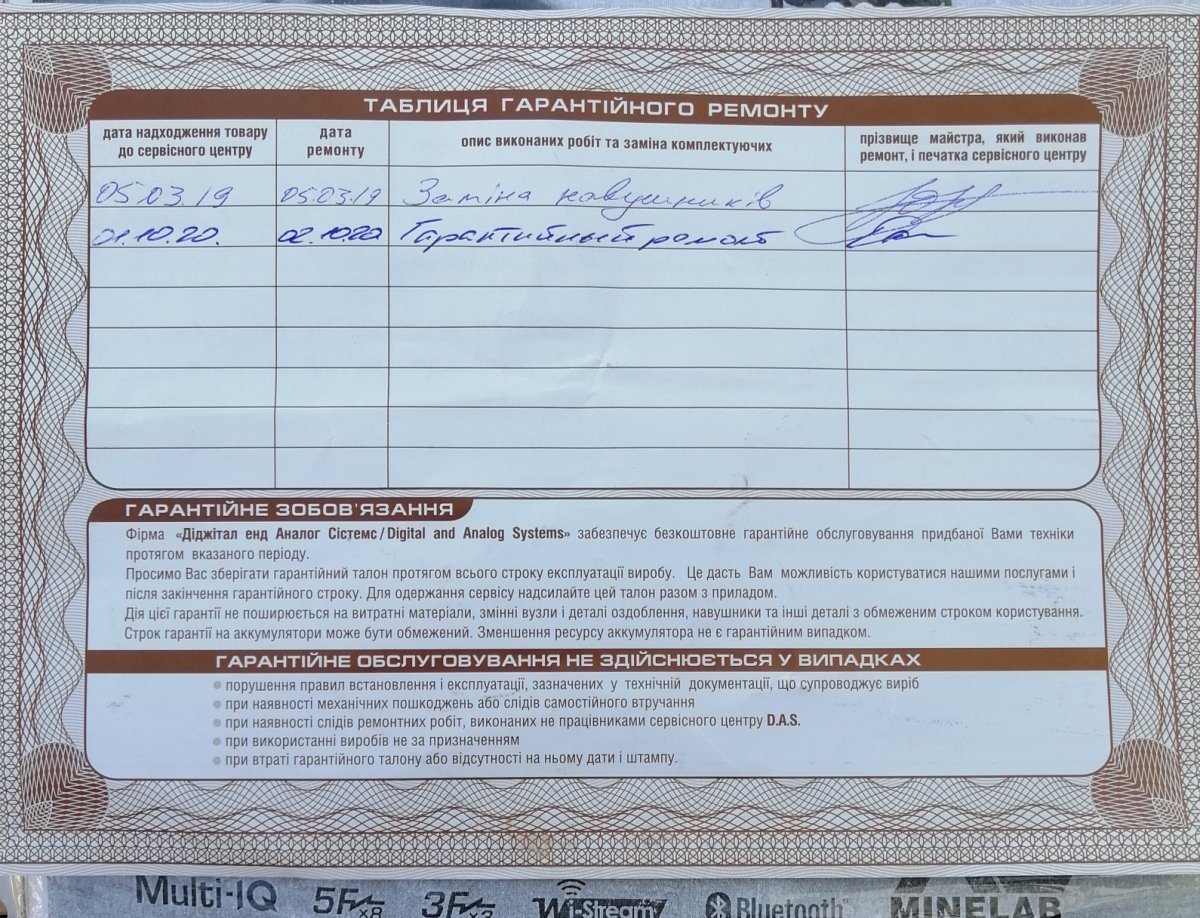 ТАБЛИЦЯ ГАРАНТІЙНОГО РЕМОНТУ
дата надходження товару до сервісного центру
дата ремонту
опис виконаних робіт та заміна комплектуючих
прізвище майстра, який виконав ремонт, і печатка сервісного центру
05.03.19 05.03.19 Заміна навушників
01.10.20. 02.10.20 Гарантийный ремонт
ГАРАНТІЙНЕ ЗОБОВ'ЯЗАННЯ
Фірма «Діджітал енд Аналог Сістемс/Digital and Analog Systems» забезпечує безкоштовне гарантійне обслуговування придбаної Вами техніки
протягом вказаного періоду.
Просимо Вас зберігати гарантійний талон протягом всього строку експлуатації виробу. Це дасть Вам можливість користуватися нашими послугами і
після закінчення гарантійного строку. Для одержання сервісу надсилайте цей талон разом з приладом.
Дія цієї гарантії не поширюється на витратні матеріали, змінні вузли і деталі оздоблення, навушники та інші деталі з обмеженим строком користування.
Строк гарантії на аккумулятори може бути обмежений. Зменшення ресурсу аккумулятора не є гарантійним випадком.
ГАРАНТІЙНЕ ОБСЛУГОВУВАННЯ НЕ ЗДІЙСНЮЄТЬСЯ У ВИПАДКАХ
порушення правил встановлення і експлуатації, зазначених у технічній документації, що супроводжує виріб
при наявності механічних пошкоджень або слідів самостійного втручання
при наявності слідів ремонтних робіт, виконаних не працівниками сервісного центру D.A.S.
при використанні виробів не за призначенням
при втраті гарантійного талону або відсутності на ньому дати і штампу.
Multi-IQ 5F×8 3F×3 Wi-Stream Bluetooth MINELAB